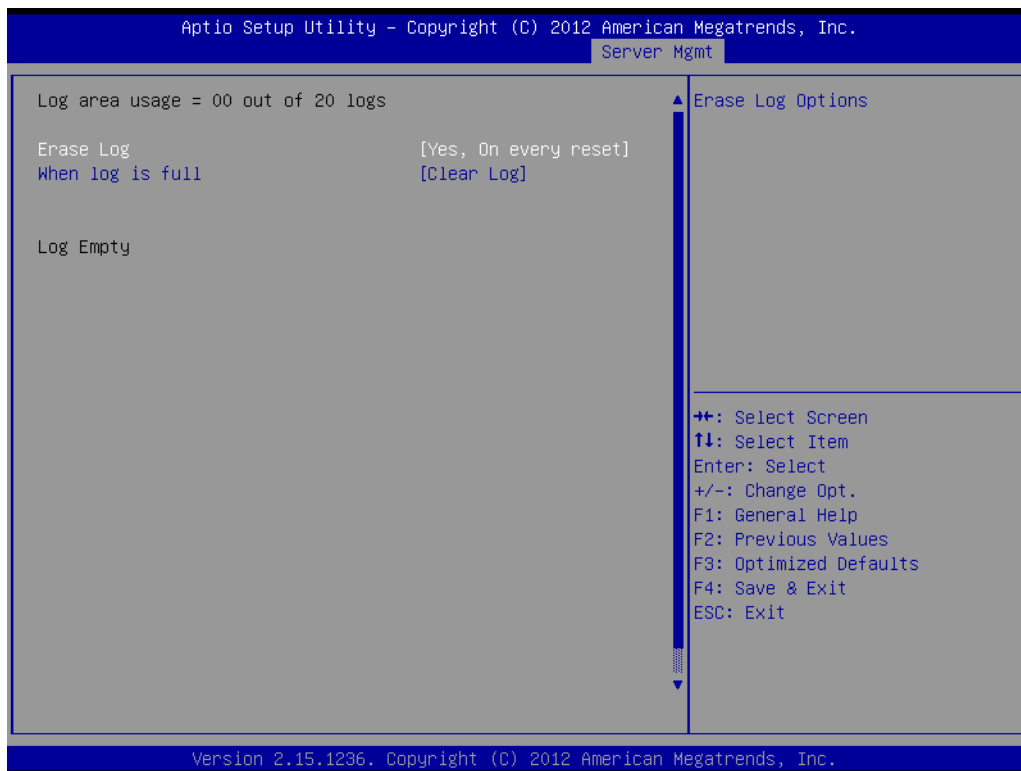 Aptio Setup Utility – Copyright (C) 2012 American Megatrends, Inc.
Server Mgmt
Log area usage = 00 out of 20 logs
Erase Log [Yes, On every reset]
When log is full [Clear Log]
Log Empty
Erase Log Options
→←: Select Screen
↑↓: Select Item
Enter: Select
+/-: Change Opt.
F1: General Help
F2: Previous Values
F3: Optimized Defaults
F4: Save & Exit
ESC: Exit
Version 2.15.1236. Copyright (C) 2012 American Megatrends, Inc.